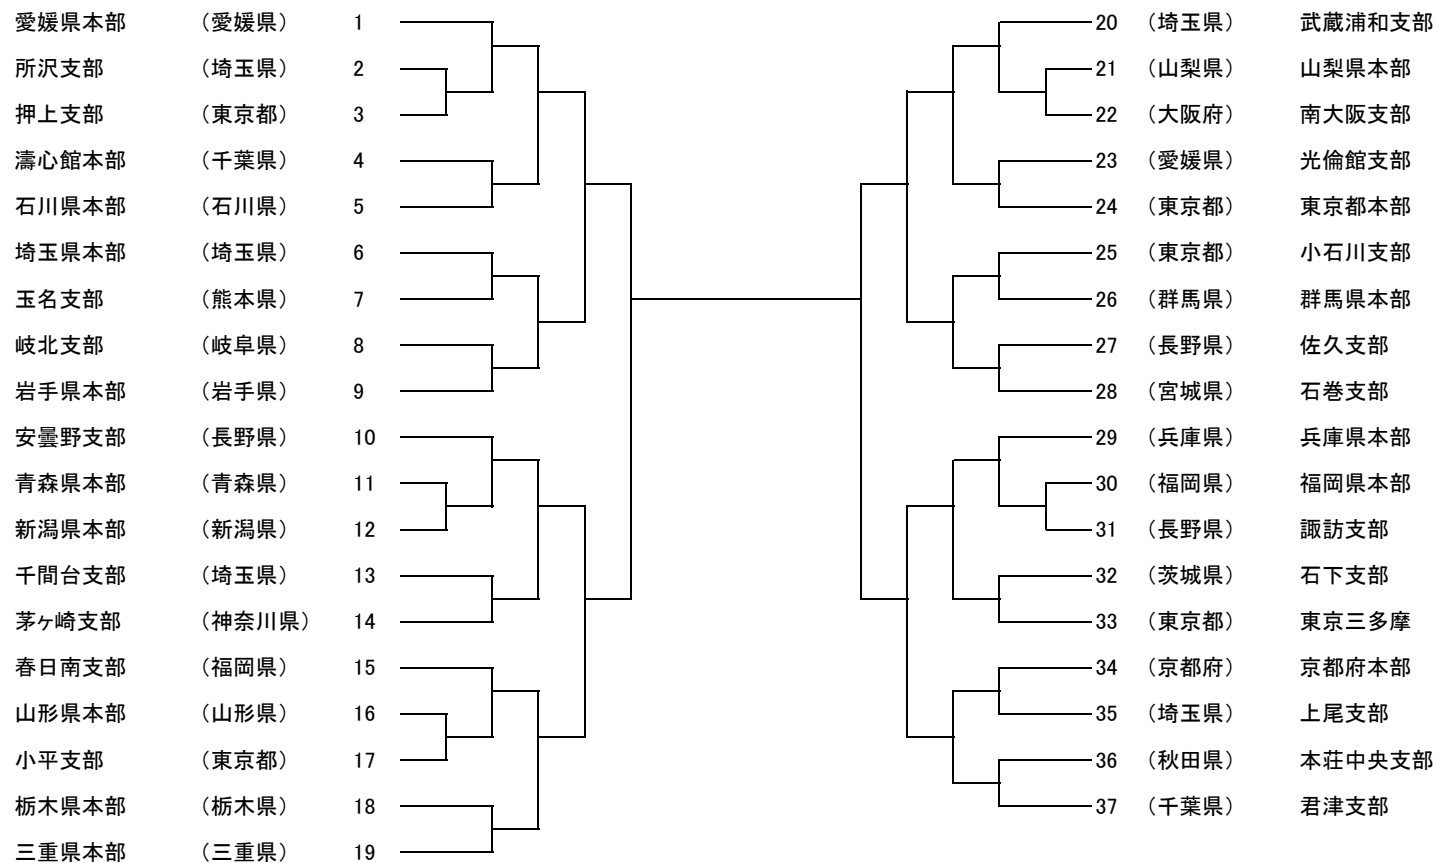 愛媛県本部 （愛媛県） 1
所沢支部 （埼玉県） 2
押上支部 （東京都） 3
濤心館本部 （千葉県） 4
石川県本部 （石川県） 5
埼玉県本部 （埼玉県） 6
玉名支部 （熊本県） 7
岐北支部 （岐阜県） 8
岩手県本部 （岩手県） 9
安曇野支部 （長野県） 10
青森県本部 （青森県） 11
新潟県本部 （新潟県） 12
千間台支部 （埼玉県） 13
茅ヶ崎支部 （神奈川県） 14
春日南支部 （福岡県） 15
山形県本部 （山形県） 16
小平支部 （東京都） 17
栃木県本部 （栃木県） 18
三重県本部 （三重県） 19
20 （埼玉県） 武蔵浦和支部
21 （山梨県） 山梨県本部
22 （大阪府） 南大阪支部
23 （愛媛県） 光倫館支部
24 （東京都） 東京都本部
25 （東京都） 小石川支部
26 （群馬県） 群馬県本部
27 （長野県） 佐久支部
28 （宮城県） 石巻支部
29 （兵庫県） 兵庫県本部
30 （福岡県） 福岡県本部
31 （長野県） 諏訪支部
32 （茨城県） 石下支部
33 （東京都） 東京三多摩
34 （京都府） 京都府本部
35 （埼玉県） 上尾支部
36 （秋田県） 本荘中央支部
37 （千葉県） 君津支部